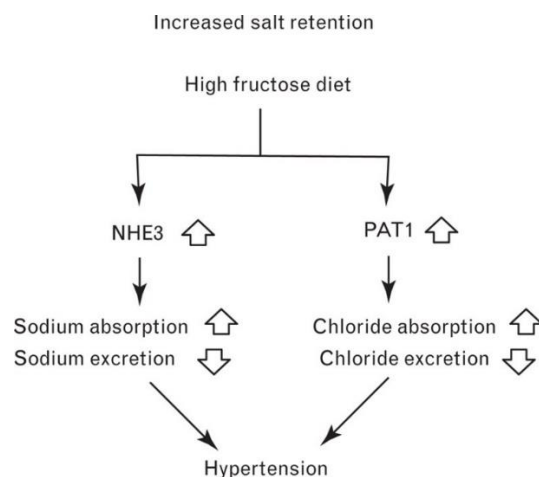 Increased salt retention
High fructose diet
NHE3
PAT1
Sodium absorption
Sodium excretion
Chloride absorption
Chloride excretion
Hypertension